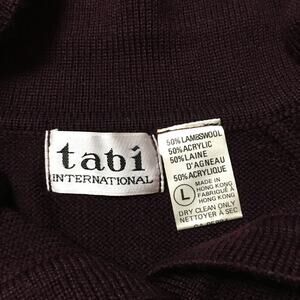 tabi
INTERNATIONAL
50% LAMBSWOOL
50% ACRYLIC
50% LAINE
D'AGNEAU
50% ACRYLIQUE
L
MADE IN
HONG KONG
FABRIQUÉ À
HONG KONG
DRY CLEAN ONLY
NETTOYER À SEC